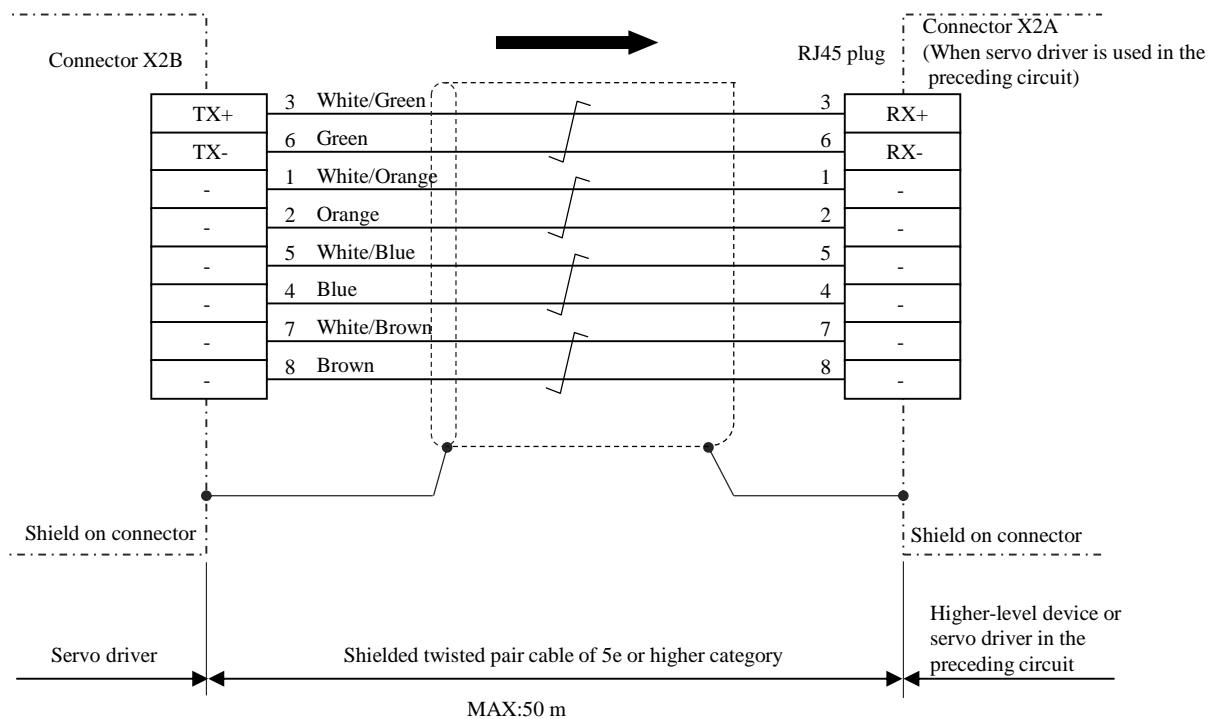 Connector X2B
RJ45 plug
Connector X2A
(When servo driver is used in the
preceding circuit)
TX+ 3 White/Green 3 RX+
TX- 6 Green 6 RX-
- 1 White/Orange 1 -
- 2 Orange 2 -
- 5 White/Blue 5 -
- 4 Blue 4 -
- 7 White/Brown 7 -
- 8 Brown 8 -
Shield on connector
Shield on connector
Servo driver
Shielded twisted pair cable of 5e or higher category
Higher-level device or
servo driver in the
preceding circuit
MAX:50 m